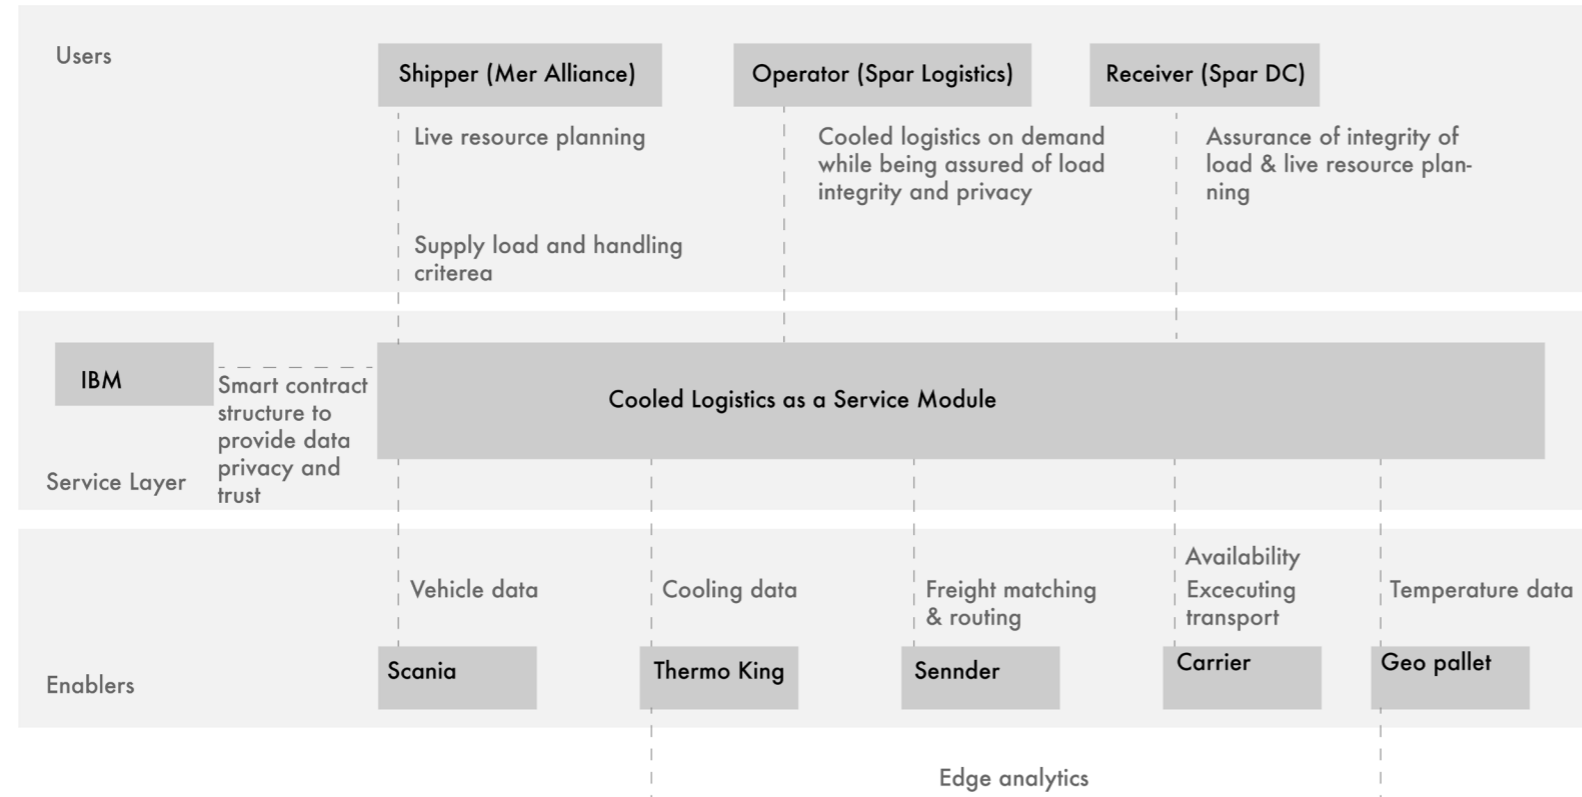 Users
Shipper (Mer Alliance)
Operator (Spar Logistics)
Receiver (Spar DC)
Live resource planning
Cooled logistics on demand
while being assured of load
integrity and privacy
Assurance of integrity of
load & live resource plan-
ning
Supply load and handling
criterea
IBM
Smart contract
structure to
provide data
privacy and
trust
Cooled Logistics as a Service Module
Service Layer
Vehicle data
Cooling data
Freight matching
& routing
Availability
Excecuting
transport
Temperature data
Enablers
Scania
Thermo King
Sennder
Carrier
Geo pallet
Edge analytics